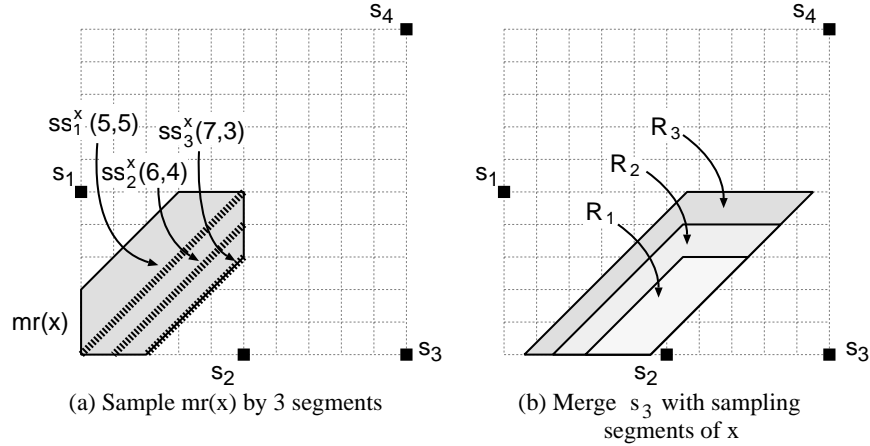 s4
ss1x(5,5)
ss3x(7,3)
s1
ss2x(6,4)
mr(x)
s2
s3
(a) Sample mr(x) by 3 segments
s4
R3
R2
s1
R1
s2
s3
(b) Merge s3 with sampling
segments of x